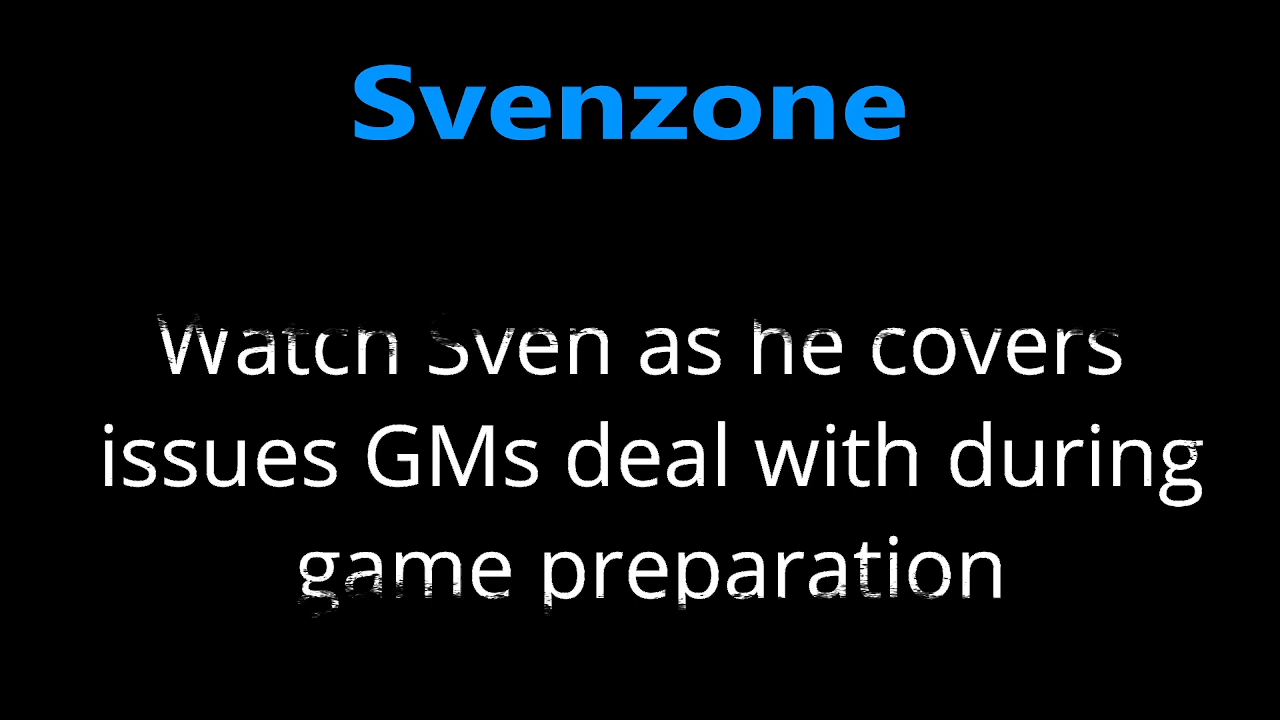 Svenzone
Watch Sven as he covers
issues GMs deal with during
game preparation